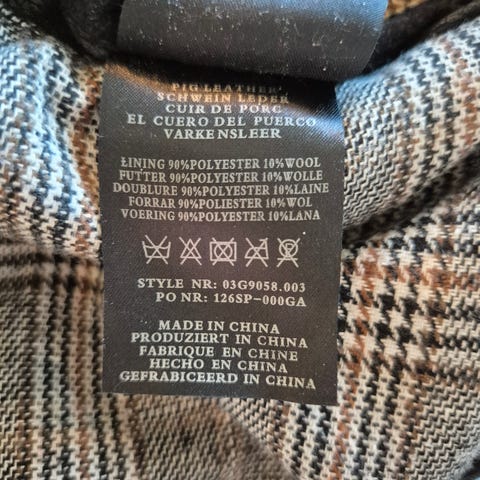 PIG LEATHER
SCHWEIN LEDER
CUIR DE PORC
EL CUERO DEL PUERCO
VARKENSLEER
LINING 90%POLYESTER 10%WOOL
FUTTER 90%POLYESTER 10%WOLLE
DOUBLURE 90%POLYESTER 10%LAINE
FORRAR 90%POLIESTER 10%WOL
VOERING 90%POLYESTER 10%LANA
STYLE NR: 03G9058.003
PO NR: 126SP-000GA
MADE IN CHINA
PRODUZIERT IN CHINA
FABRIQUE EN CHINE
HECHO EN CHINA
GEFRABICEERD IN CHINA